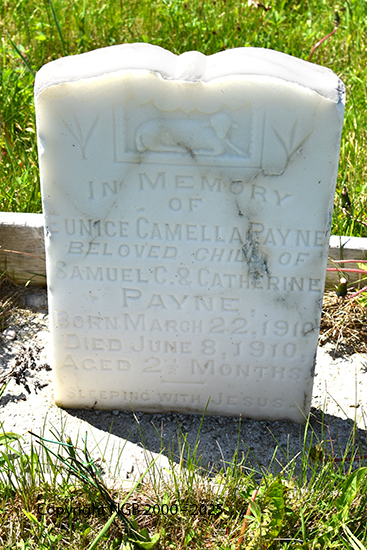 IN MEMORY
OF
EUNICE CAMELLA PAYNE
BELOVED CHILD OF
SAMUEL C. & CATHERINE
PAYNE.
BORN MARCH 22, 1910
DIED JUNE 8, 1910,
AGED 2½ MONTHS
SLEEPING WITH JESUS
Copyright NGB 2000 - 2025